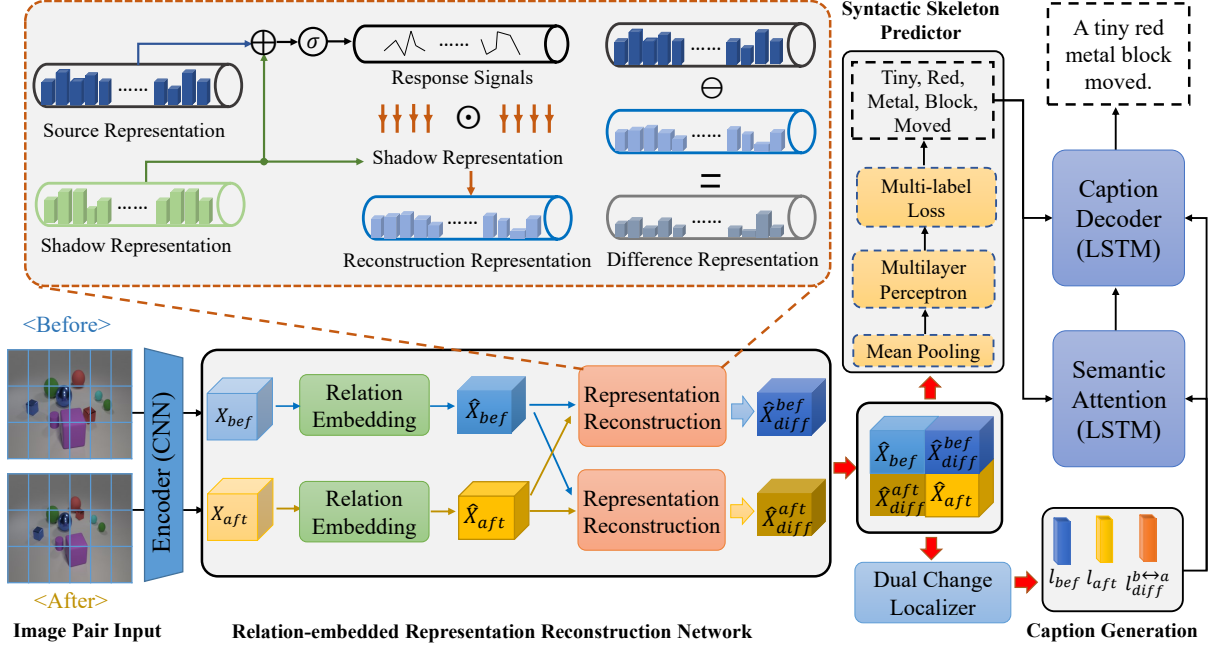 Source Representation
Shadow Representation
σ
......
Response Signals
Shadow Representation
Reconstruction Representation
Difference Representation
Syntactic Skeleton
Predictor
Tiny, Red,
Metal, Block,
Moved
Multi-label
Loss
Multilayer
Perceptron
Mean Pooling
A tiny red
metal block
moved.
Caption
Decoder
(LSTM)
Semantic
Attention
(LSTM)
<Before>
<After>
Image Pair Input
Encoder (CNN)
X_bef
Relation
Embedding
X̂_bef
Representation
Reconstruction
X̂_diff^bef
X_aft
Relation
Embedding
X̂_aft
Representation
Reconstruction
X̂_diff^aft
Relation-embedded Representation Reconstruction Network
X̂_bef
X̂_diff^bef
X̂_diff^aft
X̂_aft
Dual Change
Localizer
l_bef l_aft l_diff^b↔a
Caption Generation